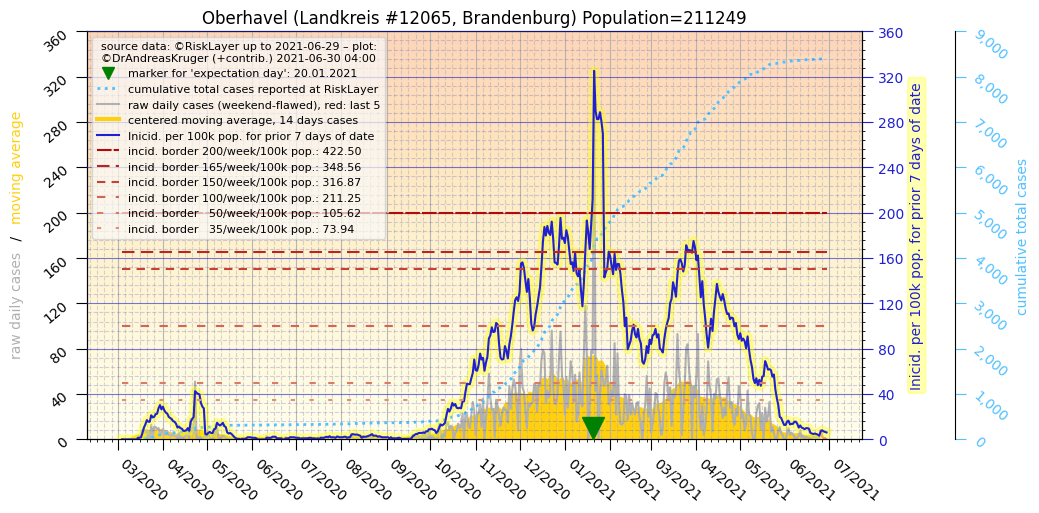 Oberhavel (Landkreis #12065, Brandenburg) Population=211249
source data: ©RiskLayer up to 2021-06-29 – plot:
©DrAndreasKruger (+contrib.) 2021-06-30 04:00
marker for 'expectation day': 20.01.2021
cumulative total cases reported at RiskLayer
raw daily cases (weekend-flawed), red: last 5
centered moving average, 14 days cases
Inicid. per 100k pop. for prior 7 days of date
incid. border 200/week/100k pop.: 422.50
incid. border 165/week/100k pop.: 348.56
incid. border 150/week/100k pop.: 316.87
incid. border 100/week/100k pop.: 211.25
incid. border   50/week/100k pop.: 105.62
incid. border   35/week/100k pop.: 73.94
raw daily cases / moving average
360
320
280
240
200
160
120
80
40
0
03/2020
04/2020
05/2020
06/2020
07/2020
08/2020
09/2020
10/2020
11/2020
12/2020
01/2021
02/2021
03/2021
04/2021
05/2021
06/2021
07/2021
360
320
280
240
200
160
120
80
40
0
Inicid. per 100k pop. for prior 7 days of date
9,000
8,000
7,000
6,000
5,000
4,000
3,000
2,000
1,000
0
cumulative total cases